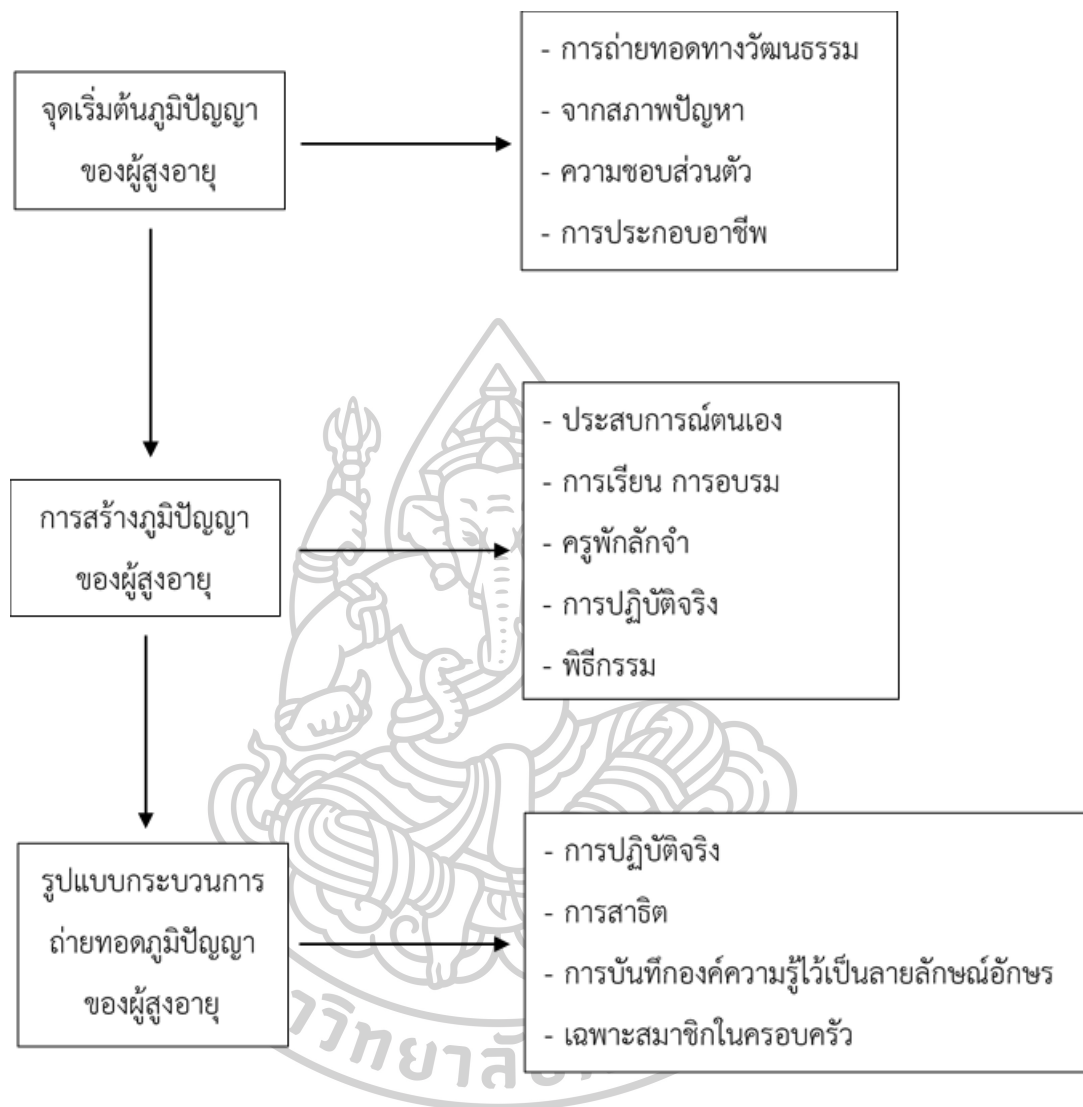 จุดเริ่มต้นภูมิปัญญา
ของผู้สูงอายุ
- การถ่ายทอดทางวัฒนธรรม
- จากสภาพปัญหา
- ความชอบส่วนตัว
- การประกอบอาชีพ
การสร้างภูมิปัญญา
ของผู้สูงอายุ
- ประสบการณ์ตนเอง
- การเรียน การอบรม
- ครูพักลักจำ
- การปฏิบัติจริง
- พิธีกรรม
รูปแบบกระบวนการ
ถ่ายทอดภูมิปัญญา
ของผู้สูงอายุ
- การปฏิบัติจริง
- การสาธิต
- การบันทึกองค์ความรู้ไว้เป็นลายลักษณ์อักษร
- เฉพาะสมาชิกในครอบครัว